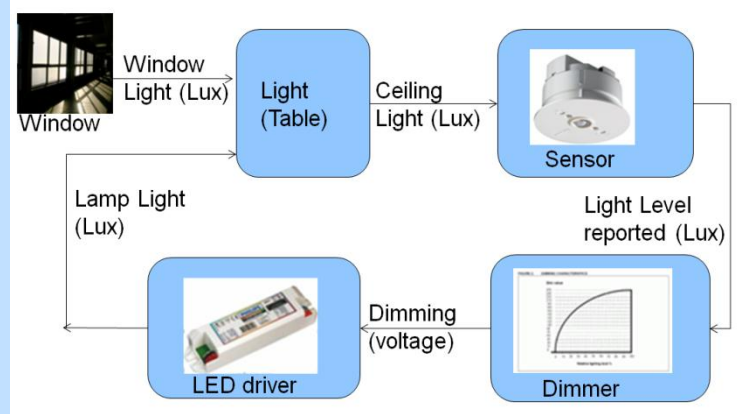 Window
Light (Lux)
Window
Light
(Table)
Ceiling
Light (Lux)
Sensor
Lamp Light
(Lux)
Light Level
reported (Lux)
LED driver
Dimming
(voltage)
Dimmer